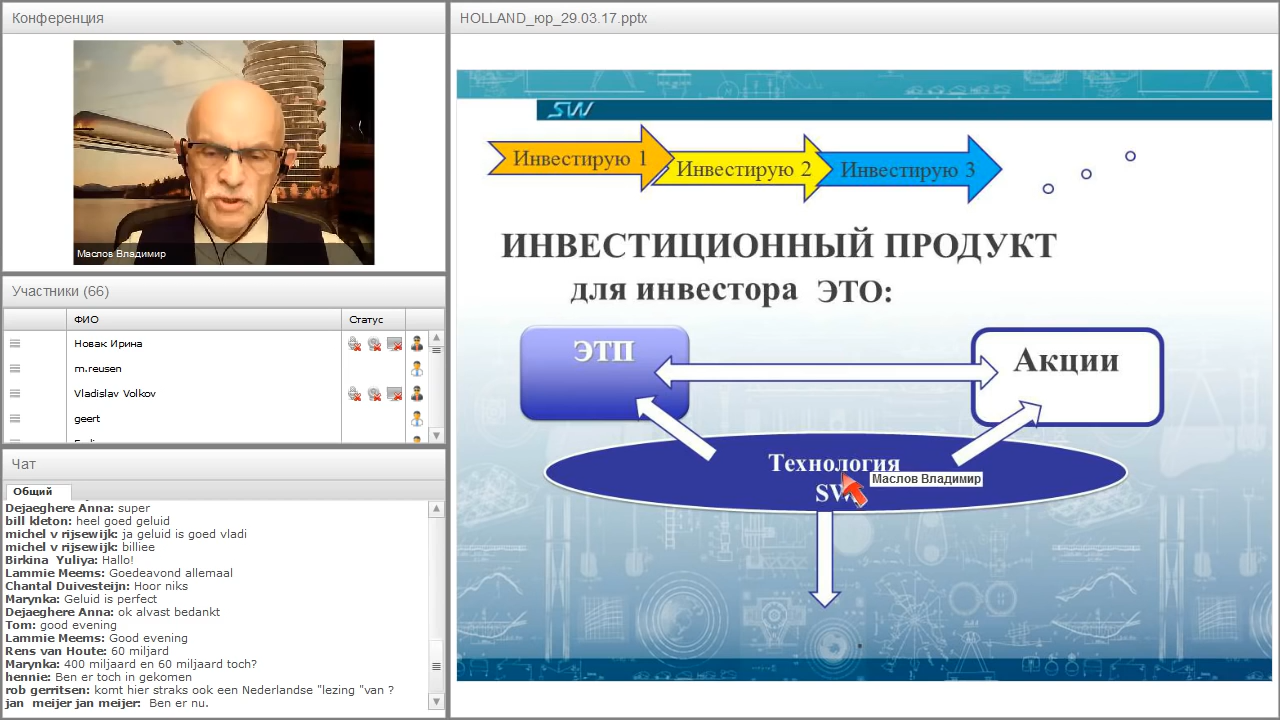 Конференция
Маслов Владимир
Участники (66)
ФИО
Статус
Новак Ирина
m.reusen
Vladislav Volkov
geert
Чат
Общий
Dejaeghere Anna: super
bill kleton: heel goed geluid
michel v rijsewijk: ja geluid is goed vladi
michel v rijsewijk: billiee
Birkina Yuliya: Hallo!
Lammie Meems: Goedeavond allemaal
Chantal Duivesteijn: Hoor niks
Marynka: Geluid is perfect
Dejaeghere Anna: ok alvast bedankt
Tom: good evening
Lammie Meems: Good evening
Rens van Houte: 60 miljard
Marynka: 400 miljaard en 60 miljaard toch?
hennie: Ben er toch in gekomen
rob gerritsen: komt hier straks ook een Nederlandse "lezing "van ?
jan meijer jan meijer: Ben er nu.
HOLLAND_юр_29.03.17.pptx
SW
Инвестирую 1
Инвестирую 2
Инвестирую 3
ИНВЕСТИЦИОННЫЙ ПРОДУКТ
для инвестора ЭТО:
ЭТП
Акции
Технология
Маслов Владимир